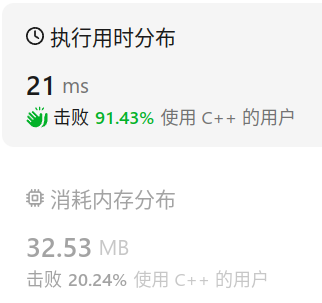 执行用时分布
21 ms
击败 91.43% 使用 C++ 的用户
消耗内存分布
32.53 MB
击败 20.24% 使用 C++ 的用户